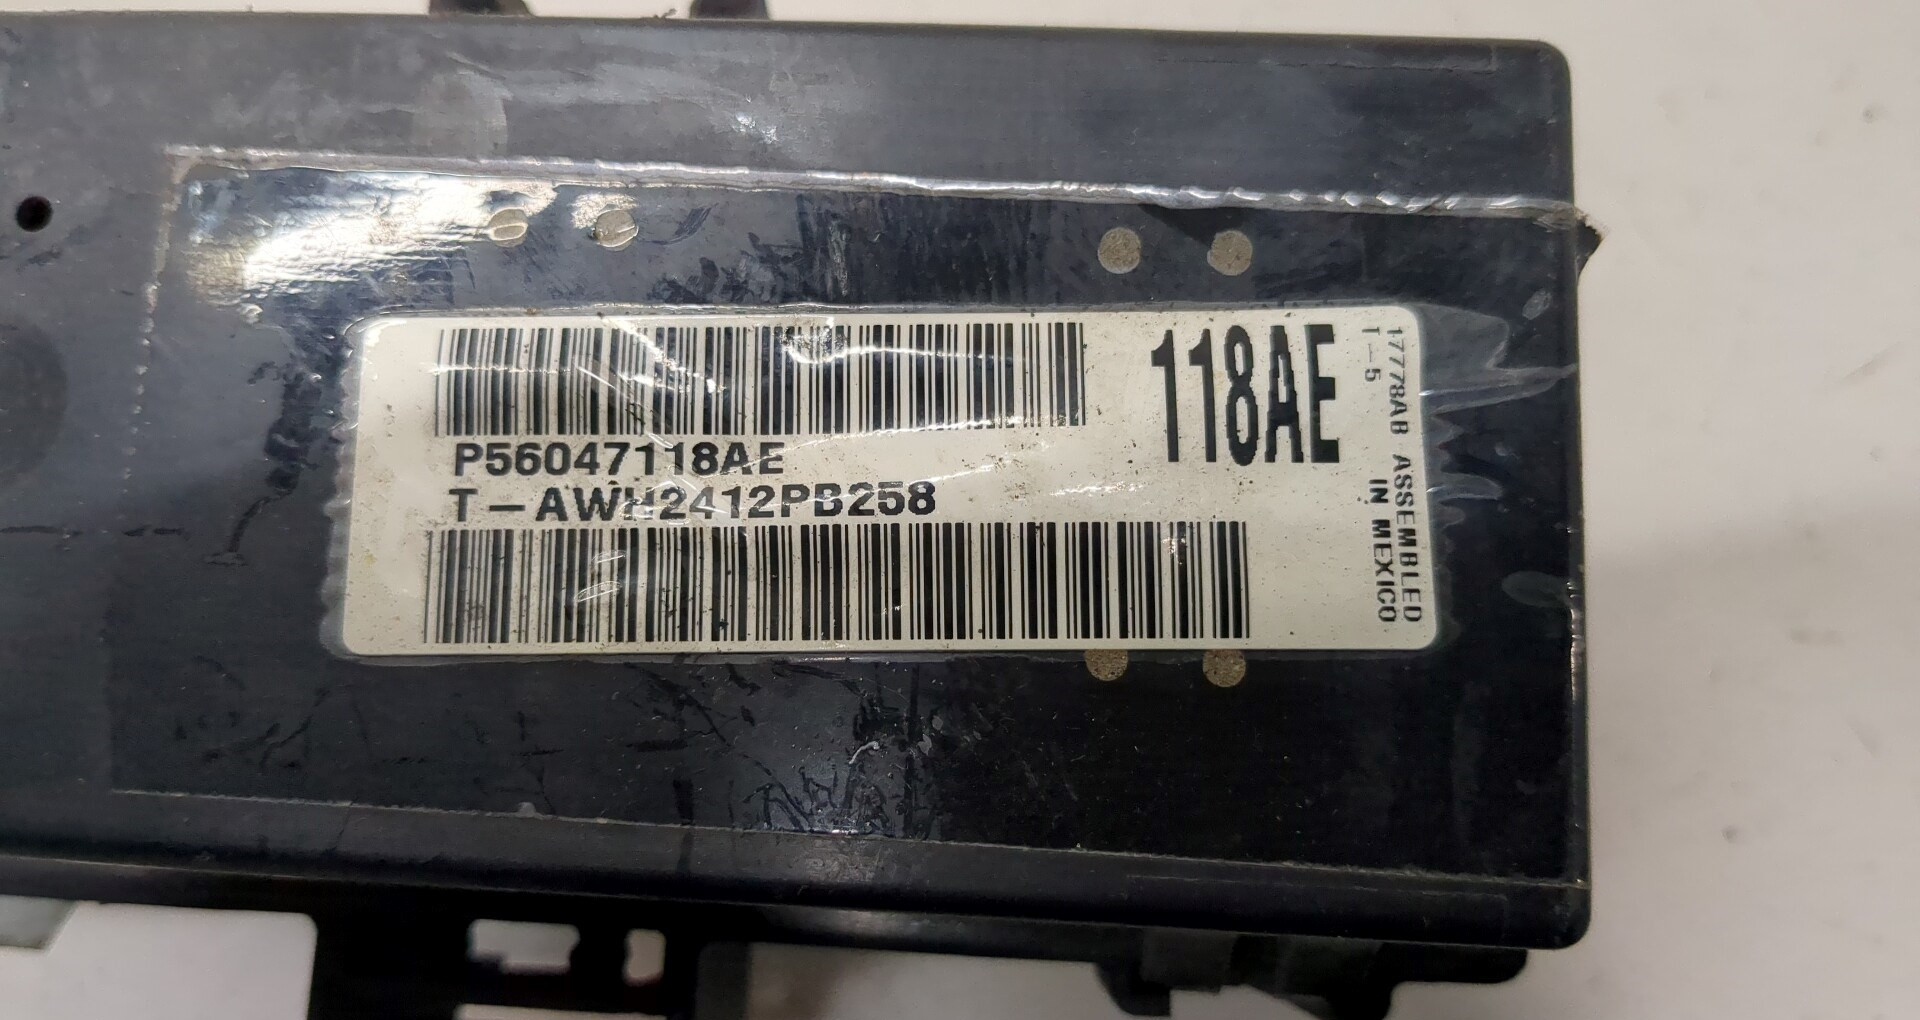 118AE
P56047118AE
T-AWH2412PB258
17778AB ASSEMBLED
T-5 IN MEXICO